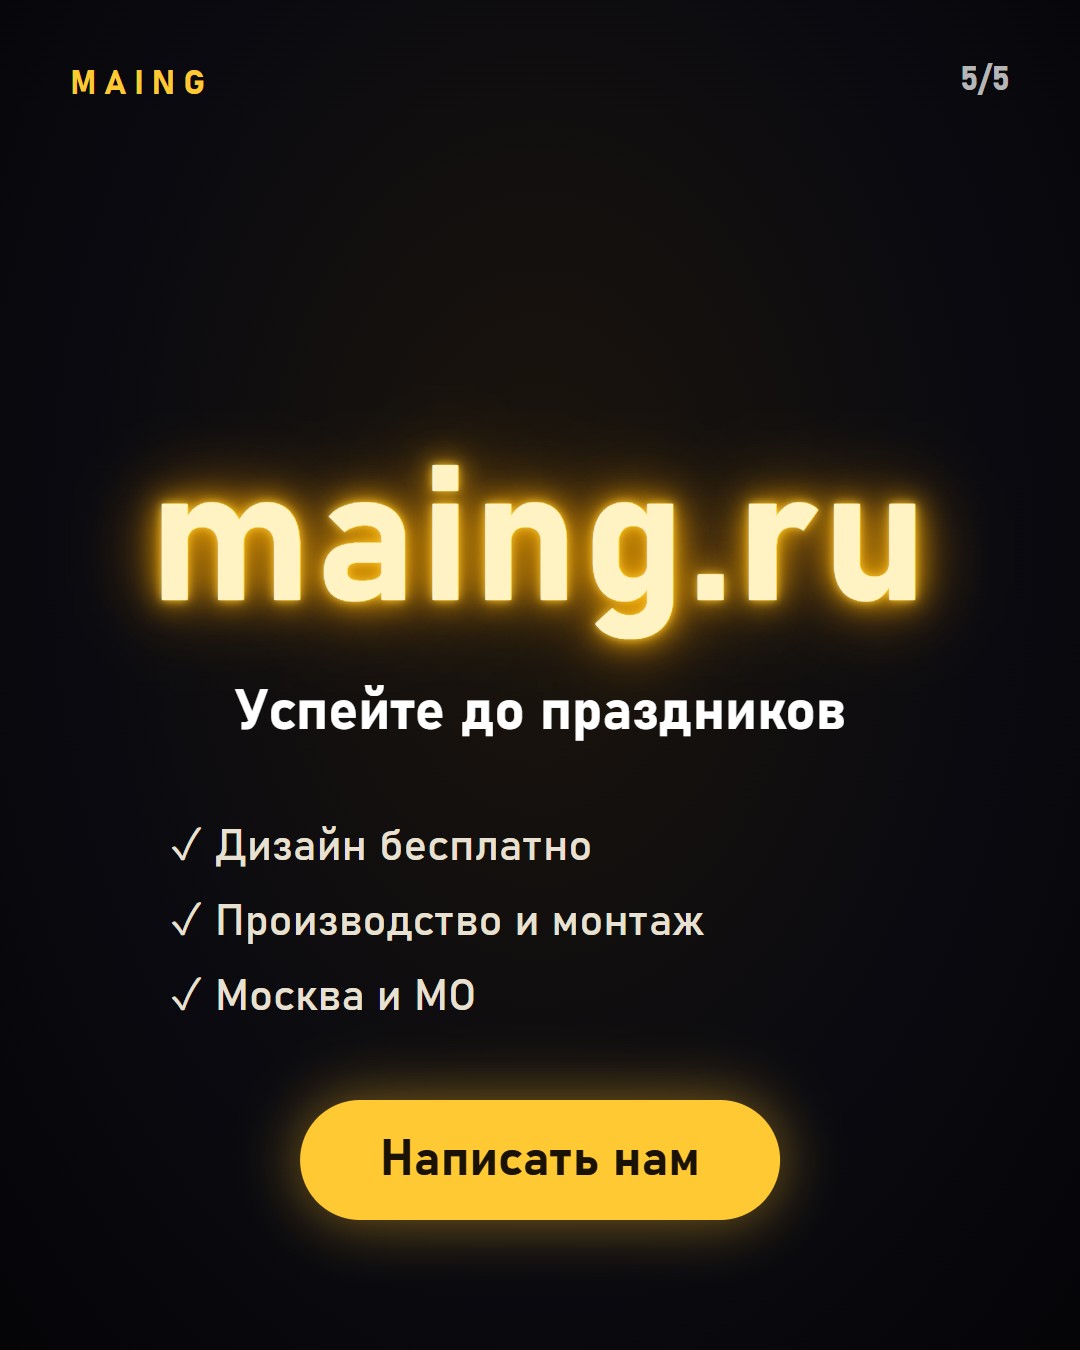 MAING
5/5
maing.ru
Успейте до праздников
✓ Дизайн бесплатно
✓ Производство и монтаж
✓ Москва и МО
Написать нам